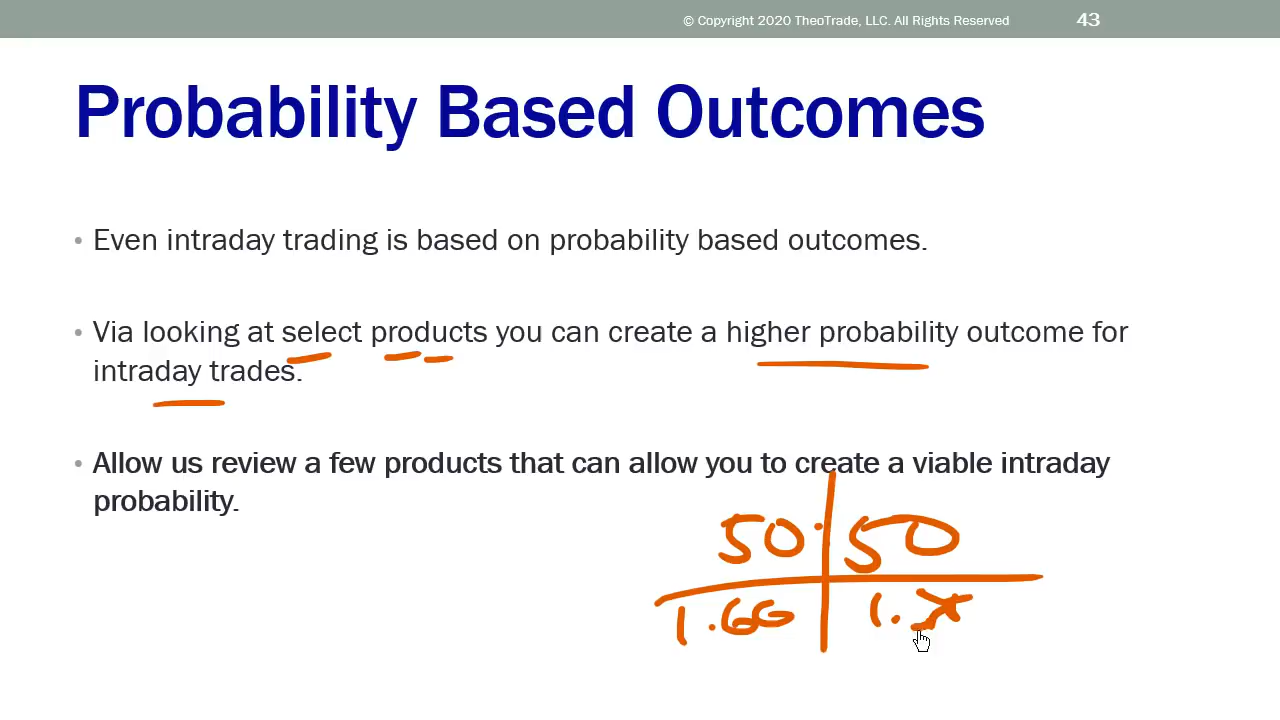 © Copyright 2020 TheoTrade, LLC. All Rights Reserved 43
Probability Based Outcomes
• Even intraday trading is based on probability based outcomes.
• Via looking at select products you can create a higher probability outcome for
intraday trades.
• Allow us review a few products that can allow you to create a viable intraday
probability.
50 50
1.66